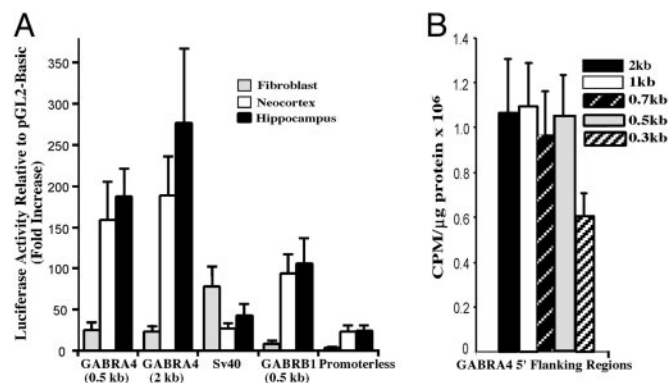 A
Luciferase Activity Relative to pGL2-Basic
(Fold Increase)
350
300
250
200
150
100
50
0
Fibroblast
Neocortex
Hippocampus
GABRA4
(0.5 kb)
GABRA4
(2 kb)
Sv40
GABRB1
(0.5 kb)
Promoterless
B
CPM/µg protein x 10⁶
1.4
1.2
1.0
0.8
0.6
0.4
0.2
0
2kb
1kb
0.7kb
0.5kb
0.3kb
GABRA4 5' Flanking Regions